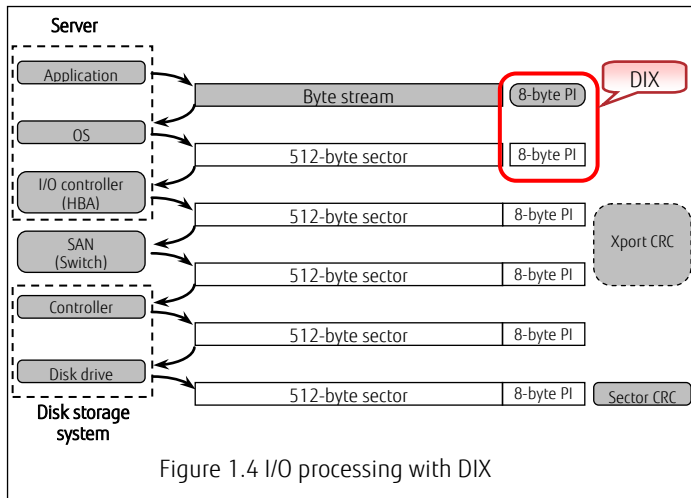 Server
Application
Byte stream
8-byte PI
DIX
OS
512-byte sector
8-byte PI
I/O controller
(HBA)
512-byte sector
8-byte PI
Xport CRC
SAN
(Switch)
512-byte sector
8-byte PI
Controller
512-byte sector
8-byte PI
Disk drive
512-byte sector
8-byte PI
Sector CRC
Disk storage
system
Figure 1.4 I/O processing with DIX